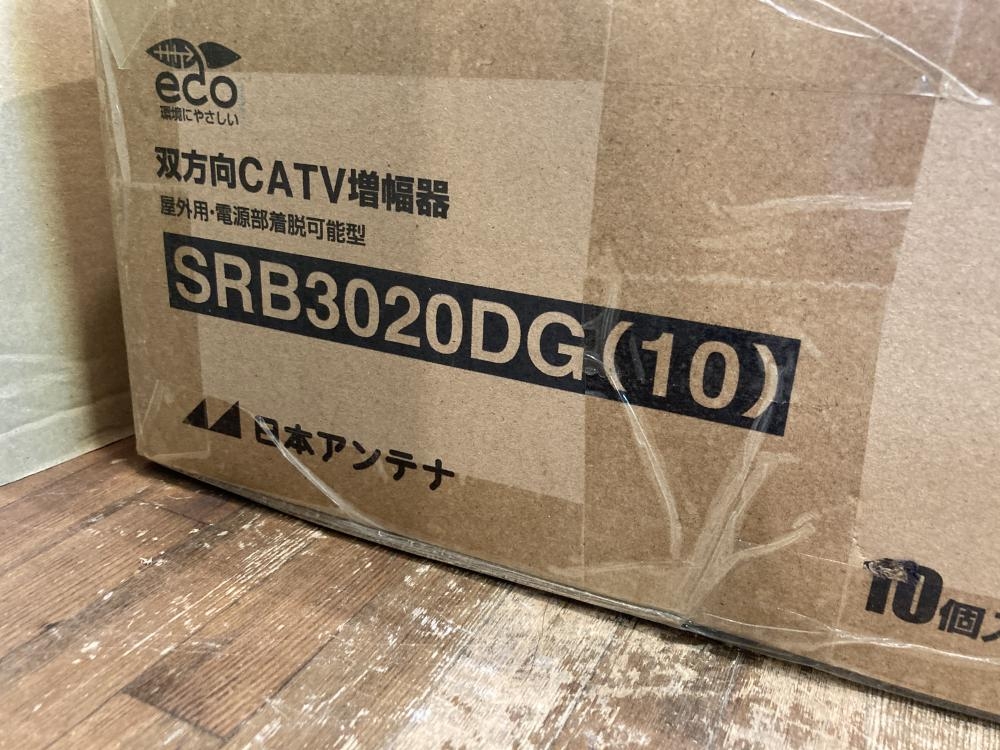 eco
環境にやさしい
双方向CATV増幅器
屋外用・電源部着脱可能型
SRB3020DG(10)
日本アンテナ
10個